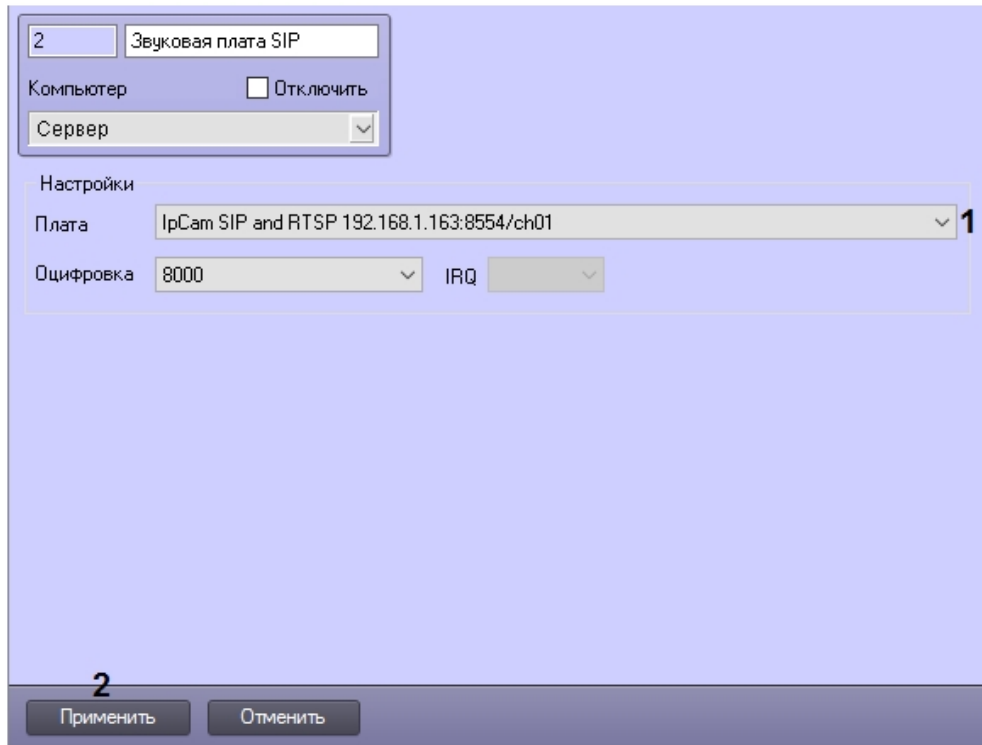 2 Звуковая плата SIP
Компьютер Отключить
Сервер
Настройки
Плата IpCam SIP and RTSP 192.168.1.163:8554/ch01 1
Оцифровка 8000 IRQ
2
Применить Отменить